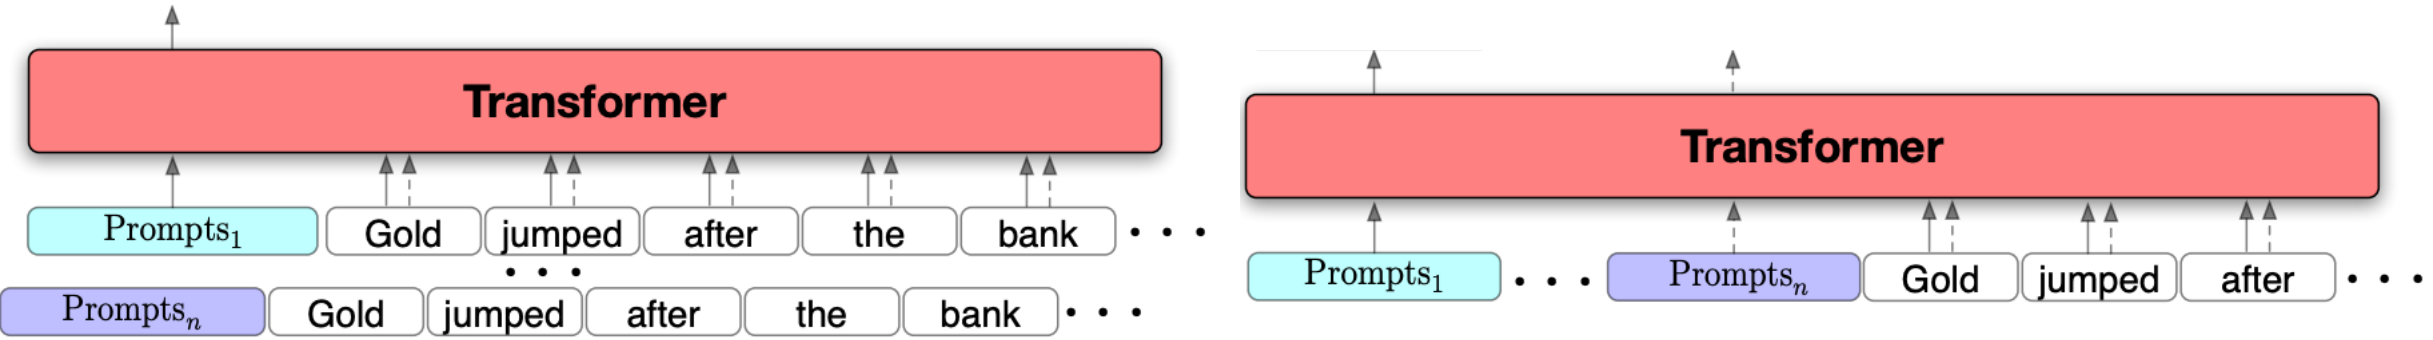 Transformer
Prompts₁ Gold jumped after the bank . . .
. . .
Promptsₙ Gold jumped after the bank . . .
Transformer
Prompts₁ . . . Promptsₙ Gold jumped after . . .